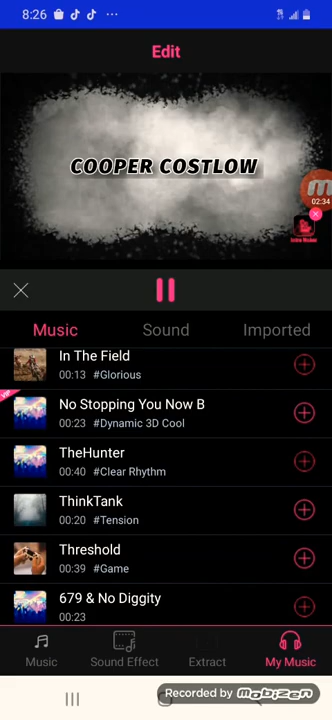 8:26
Edit
COOPER COSTLOW
02:34
Intro Maker
Music Sound Imported
In The Field
00:13 #Glorious
VIP
No Stopping You Now B
00:23 #Dynamic 3D Cool
TheHunter
00:40 #Clear Rhythm
ThinkTank
00:20 #Tension
Threshold
00:39 #Game
679 & No Diggity
00:23
Music Sound Effect Extract My Music
Recorded by Mobizen